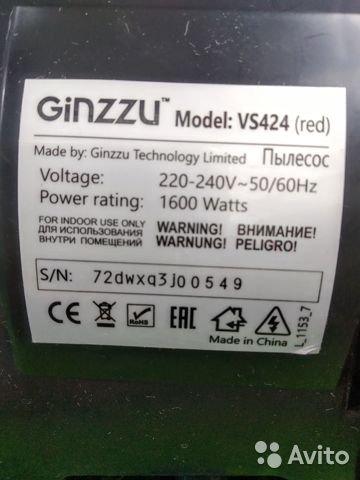 GiNZZU™ Model: VS424 (red)
Made by: Ginzzu Technology Limited Пылесос
Voltage: 220-240V~50/60Hz
Power rating: 1600 Watts
FOR INDOOR USE ONLY
ДЛЯ ИСПОЛЬЗОВАНИЯ
ВНУТРИ ПОМЕЩЕНИЙ
WARNING! ВНИМАНИЕ!
WARNUNG! PELIGRO!
S/N: 72dwxq3j00549
CE RoHS EAC
Made in China
L_1153_7
Avito